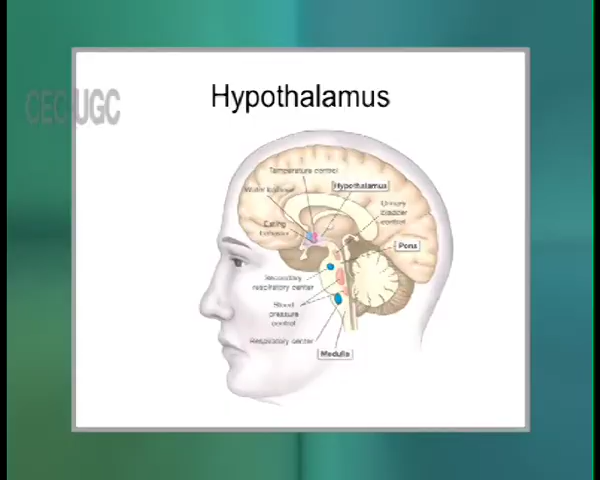 CEC UGC
Hypothalamus
Temperature control
Hypothalamus
Water balance
Urinary
bladder
control
Eating
behavior
Pons
Secondary
respiratory center
Blood
pressure
control
Respiratory center
Medulla